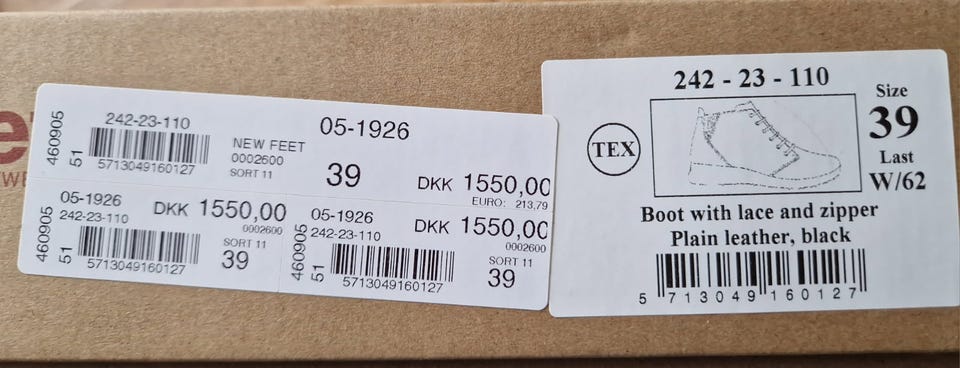 460905
51
242-23-110
5713049160127
NEW FEET
0002600
SORT 11
05-1926
39
DKK 1550,00
EURO: 213,79
460905
51
05-1926
242-23-110
DKK 1550,00
0002600
SORT 11
39
5713049160127
460905
51
05-1926
242-23-110
DKK 1550,00
0002600
SORT 11
39
5713049160127
242 - 23 - 110
TEX
Size
39
Last
W/62
Boot with lace and zipper
Plain leather, black
5 713049 160127